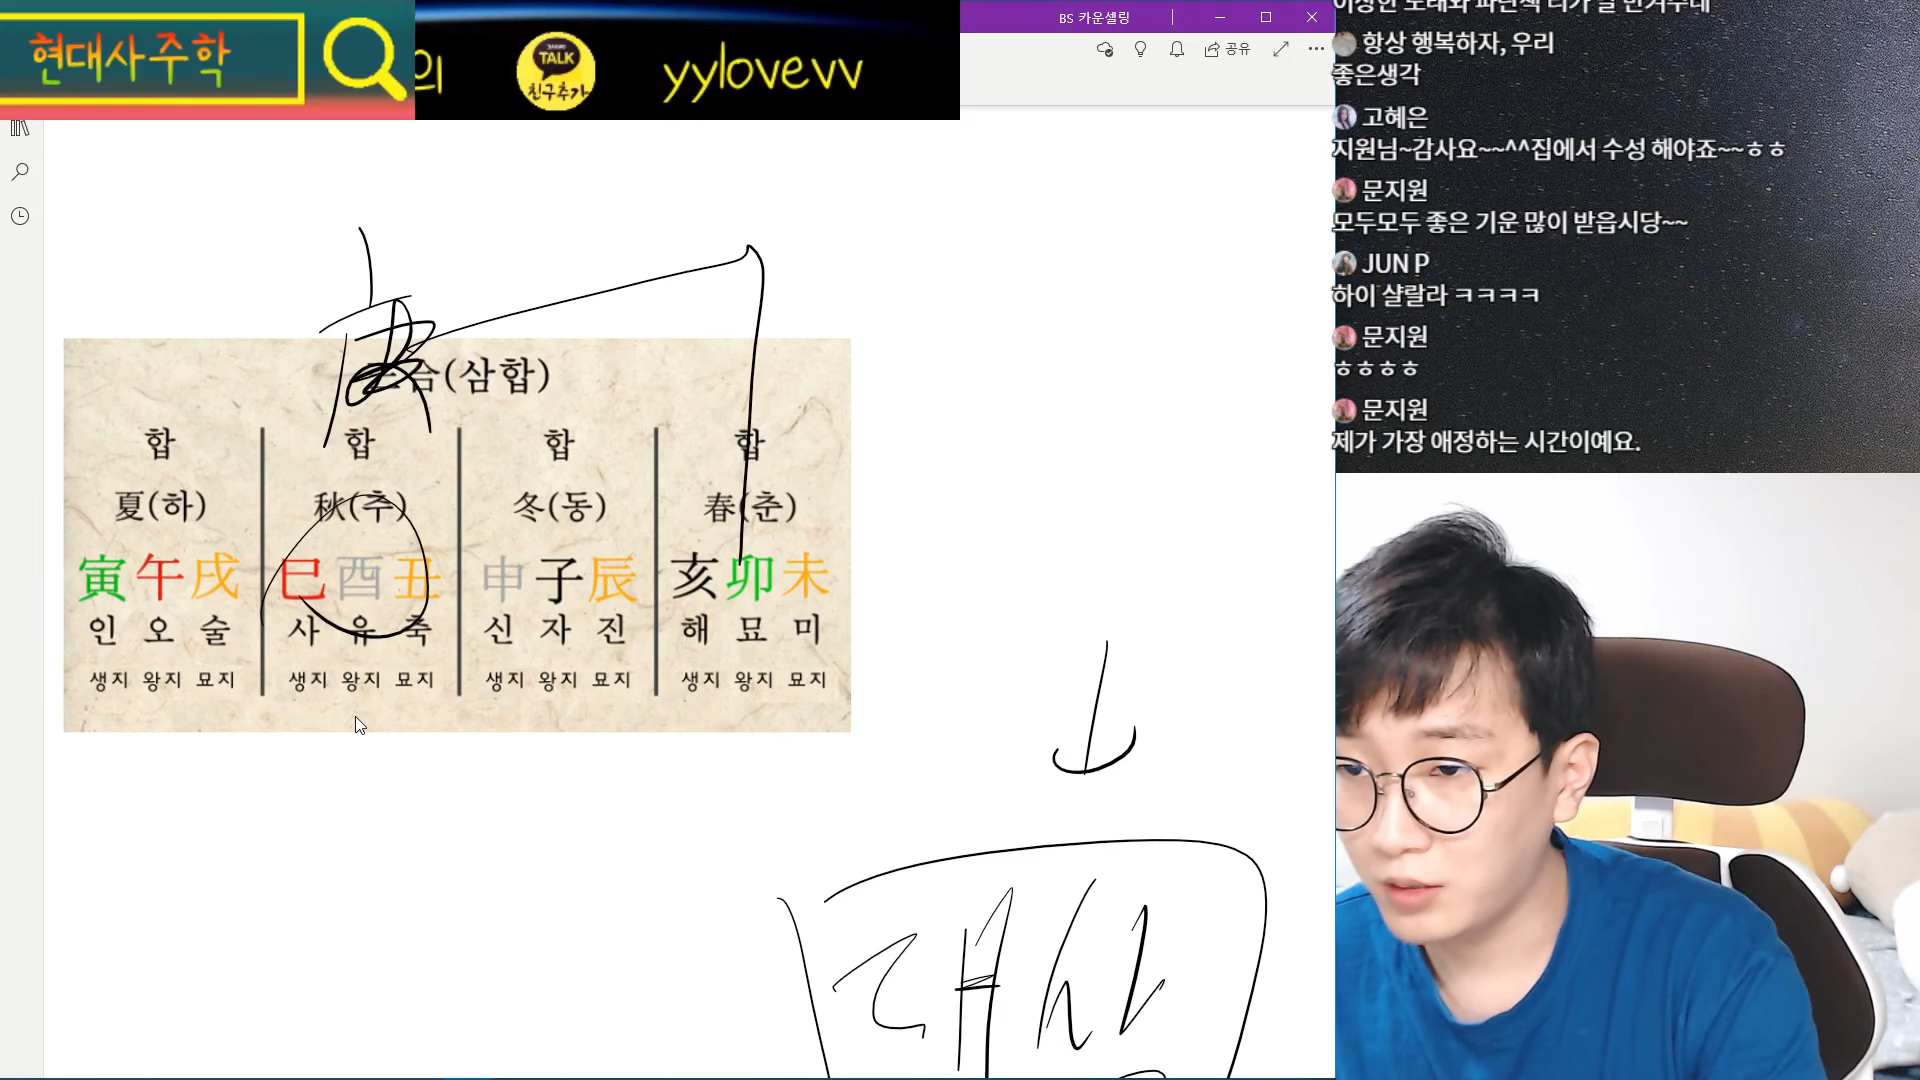 현대사주학
의
TALK
친구추가
yylovevv
BS 카운셀링
공유
合(삼합)
합 합 합 합
夏(하) 秋(추) 冬(동) 春(춘)
寅午戌 巳酉丑 申子辰 亥卯未
인 오 술 사 유 축 신 자 진 해 묘 미
생지 왕지 묘지 생지 왕지 묘지 생지 왕지 묘지 생지 왕지 묘지
항상 행복하자, 우리
좋은생각
고혜은
지원님~감사요~~^^집에서 수성 해야죠~~ㅎㅎ
문지원
모두모두 좋은 기운 많이 받읍시당~~
JUN P
하이 샬랄라 ㅋㅋㅋㅋ
문지원
ㅎㅎㅎㅎ
문지원
제가 가장 애정하는 시간이예요.